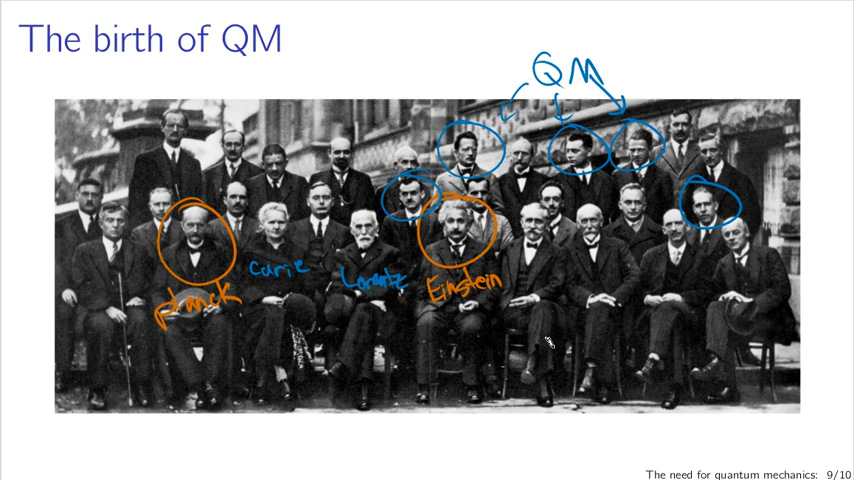 The birth of QM
QM
Curie
Lorentz
Einstein
planck
The need for quantum mechanics: 9/10